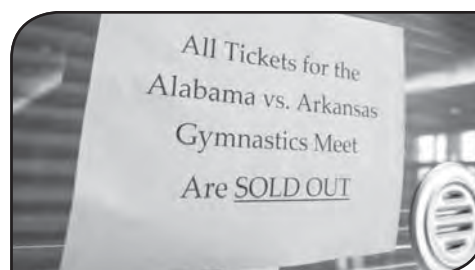 All Tickets for the
Alabama vs. Arkansas
Gymnastics Meet
Are SOLD OUT